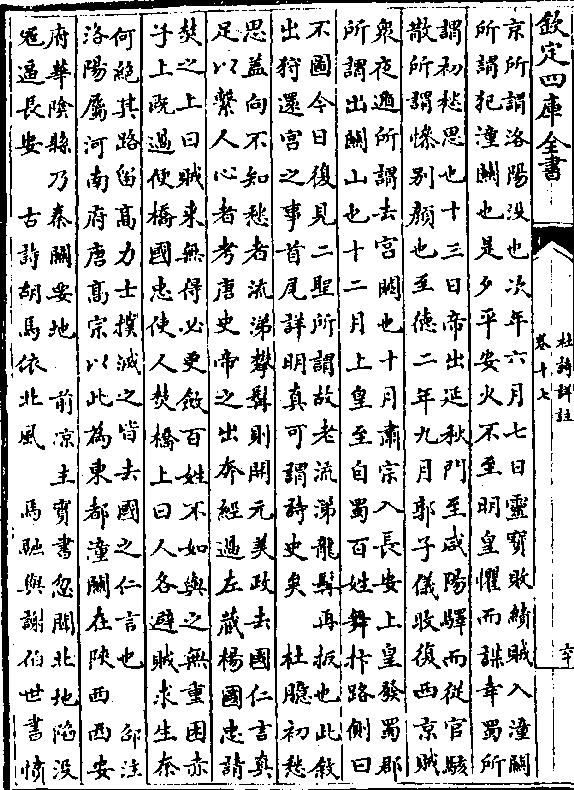 欽定四庫全書
杜詩詳註
卷十七
京所謂洛陽没也次年六月七日靈寶敗績賊入潼關
所謂犯潼關也是夕平安火不至明皇懼而謀幸蜀所
謂初愁思也十三日帝出延秋門至咸陽驛而從官駭
散所謂慘别顔也至德二年九月郭子儀收復西京賊
衆夜遁所謂去宫闕也十月肅宗入長安上皇發蜀郡
所謂出關山也十二月上皇至自蜀百姓舞抃路側曰
不圖今日復見二聖所謂故老流涕龍髯再扳也此敘
出狩還宫之事首尾詳明真可謂詩史矣 杜臆初愁
思蓋向不知愁者流涕攀髯則開元美政去國仁言真
足以繫人心者考唐史帝之出奔經過左藏楊國忠請
焚之上曰賊來無得必更斂百姓不如與之無重困赤
子上既過便橋國忠使人焚橋上曰人各避賊求生奈
何絶其路留高力士撲滅之皆去國之仁言也 邵注
洛陽屬河南府唐高宗以此為東都潼關在陜西西安
府華隂縣乃秦關要地 前凉主寳書忽聞北地陷没
冦逼長安 古詩胡馬依北風 馬融與謝伯世書憤